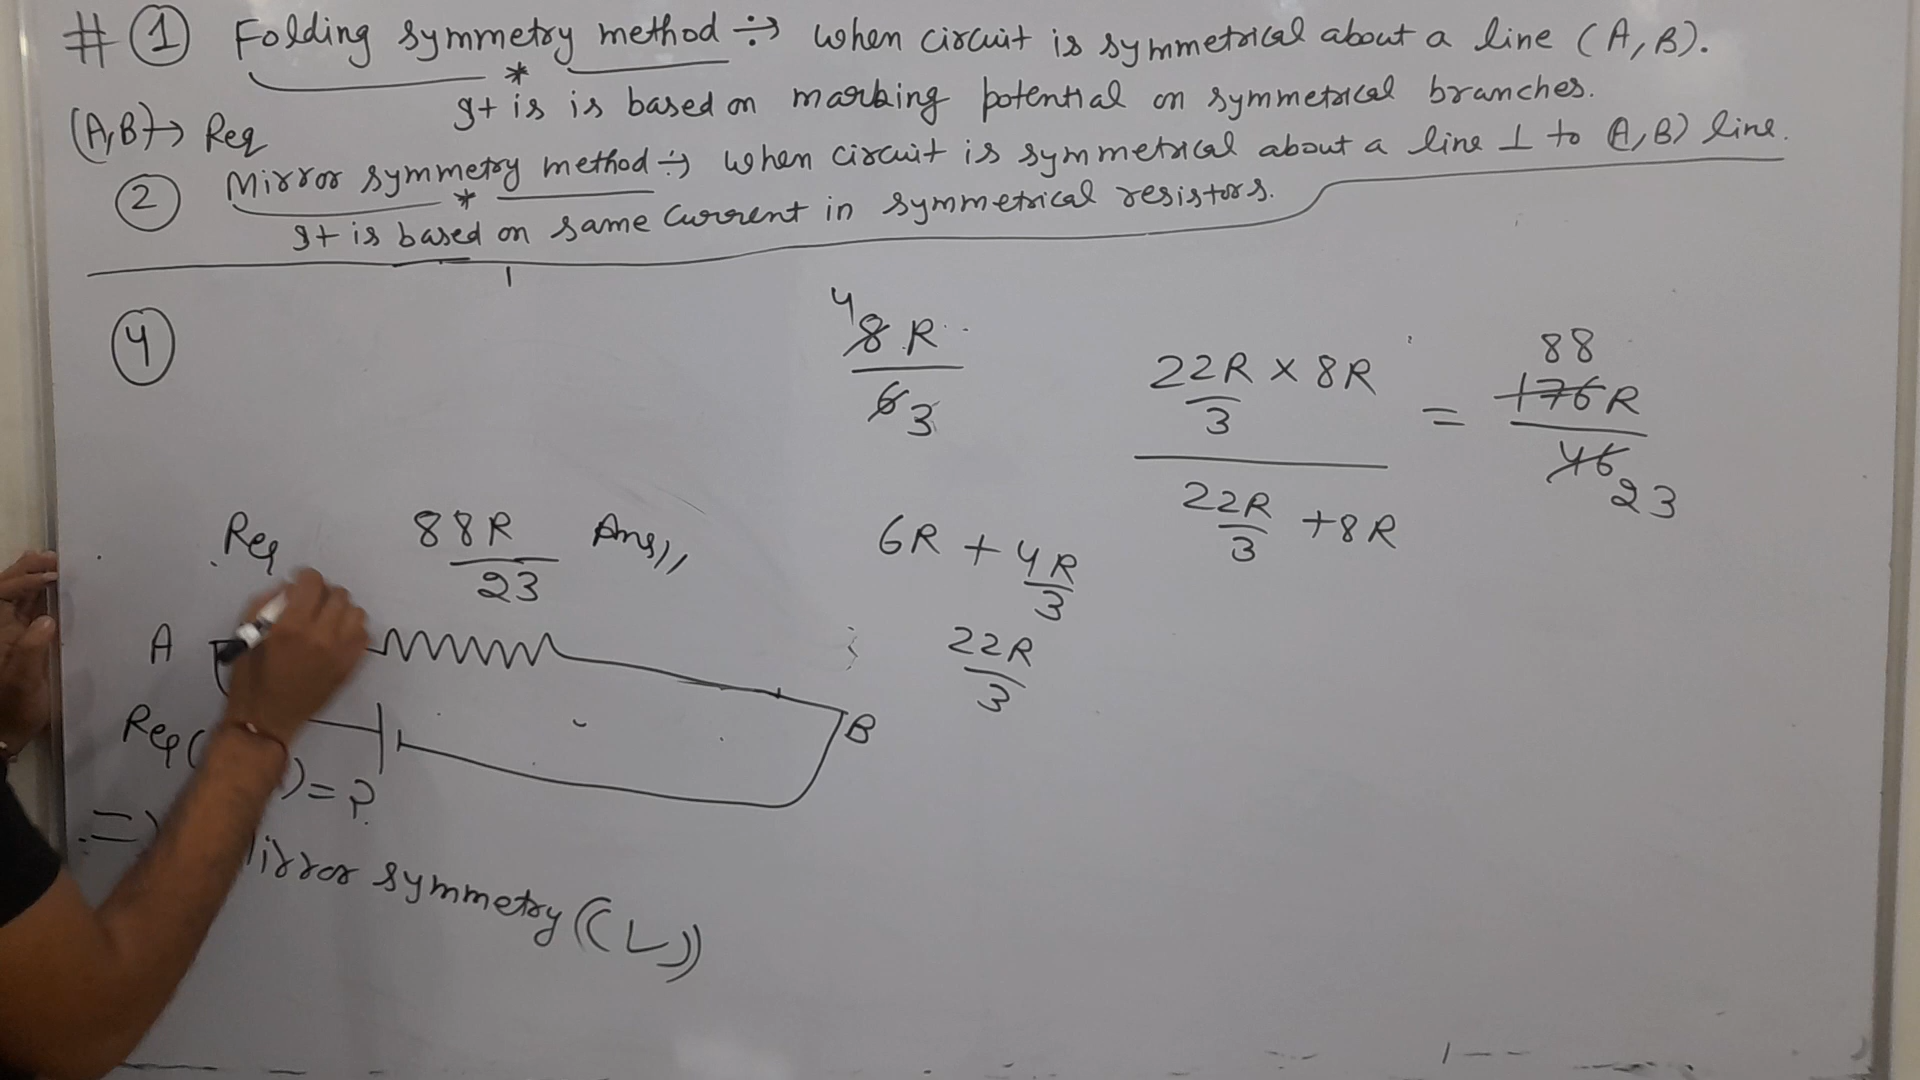 # ① Folding symmetry method ÷→ when circuit is symmetrical about a line (A,B).
* gt is is based on marking potential on symmetrical branches.
(A,B)→ Req
② Mirror symmetry method ÷) when circuit is symmetrical about a line ⊥ to (A,B) line.
* gt is based on same current in symmetrical resistors.
④
4
8R
6 3
22R/3 × 8R
22R/3 + 8R
=
88
176R
46 23
Req 88R/23 Ans,,
6R + 4R/3
22R/3
A
B
Req( )=?
=> irror symmetry ((L))